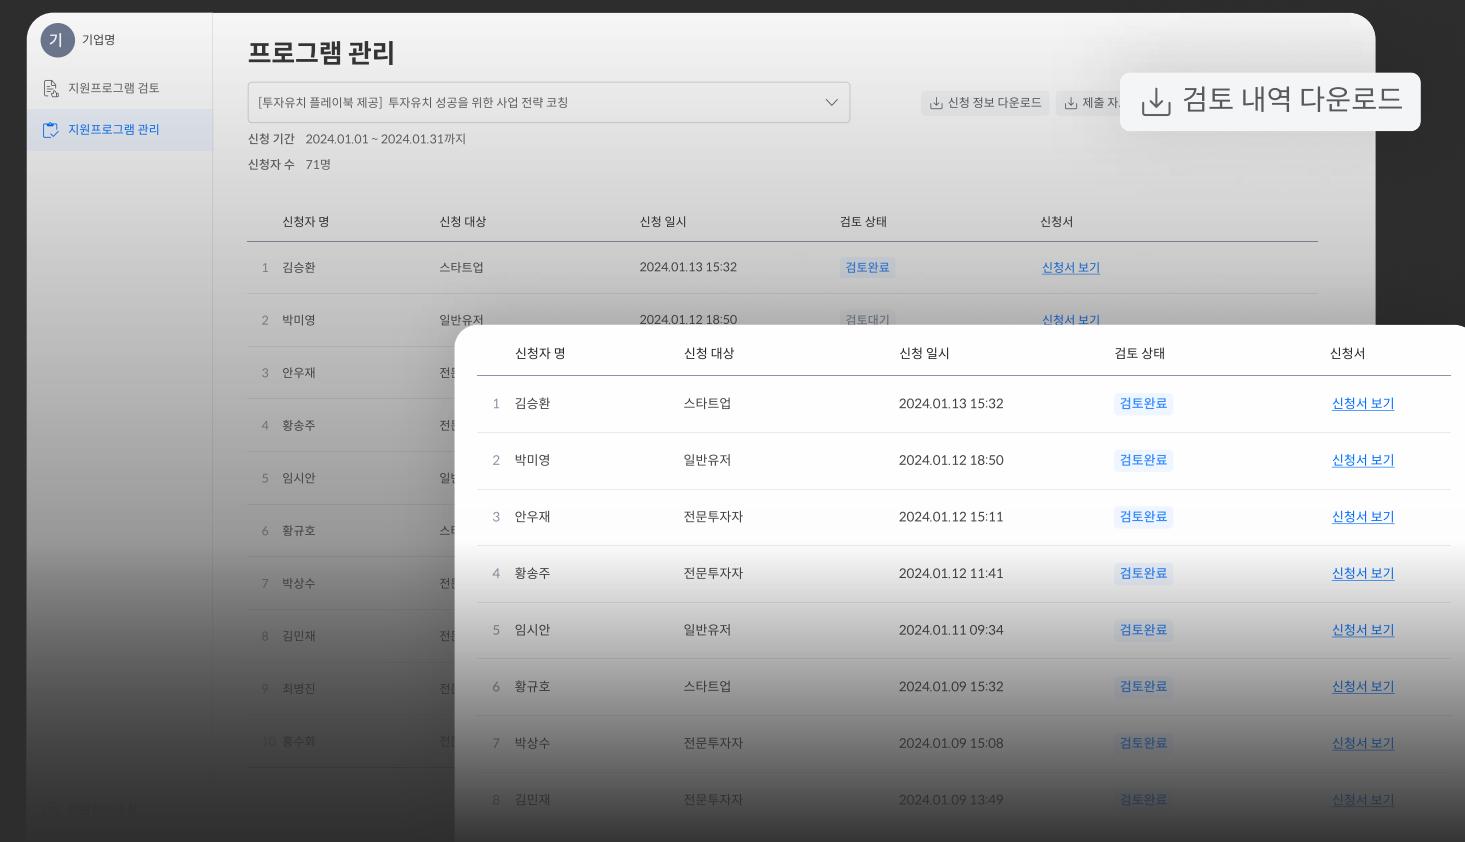 기 기업명
지원프로그램 검토
지원프로그램 관리
프로그램 관리
[투자유치 플레이북 제공] 투자유치 성공을 위한 사업 전략 코칭
신청 정보 다운로드
제출 자
검토 내역 다운로드
신청 기간 2024.01.01 ~ 2024.01.31까지
신청자 수 71명
신청자 명 신청 대상 신청 일시 검토 상태 신청서
1 김승환 스타트업 2024.01.13 15:32 검토완료 신청서 보기
2 박미영 일반유저 2024.01.12 18:50 검토대기 신청서 보기
3 안우재 전
4 황송주 전
5 임시안 일
6 황규호 스
7 박상수 전
8 김민재 전
9 최병진 전
10 홍수회 전
신청자 명 신청 대상 신청 일시 검토 상태 신청서
1 김승환 스타트업 2024.01.13 15:32 검토완료 신청서 보기
2 박미영 일반유저 2024.01.12 18:50 검토완료 신청서 보기
3 안우재 전문투자자 2024.01.12 15:11 검토완료 신청서 보기
4 황송주 전문투자자 2024.01.12 11:41 검토완료 신청서 보기
5 임시안 일반유저 2024.01.11 09:34 검토완료 신청서 보기
6 황규호 스타트업 2024.01.09 15:32 검토완료 신청서 보기
7 박상수 전문투자자 2024.01.09 15:08 검토완료 신청서 보기
8 김민재 전문투자자 2024.01.09 13:49 검토완료 신청서 보기